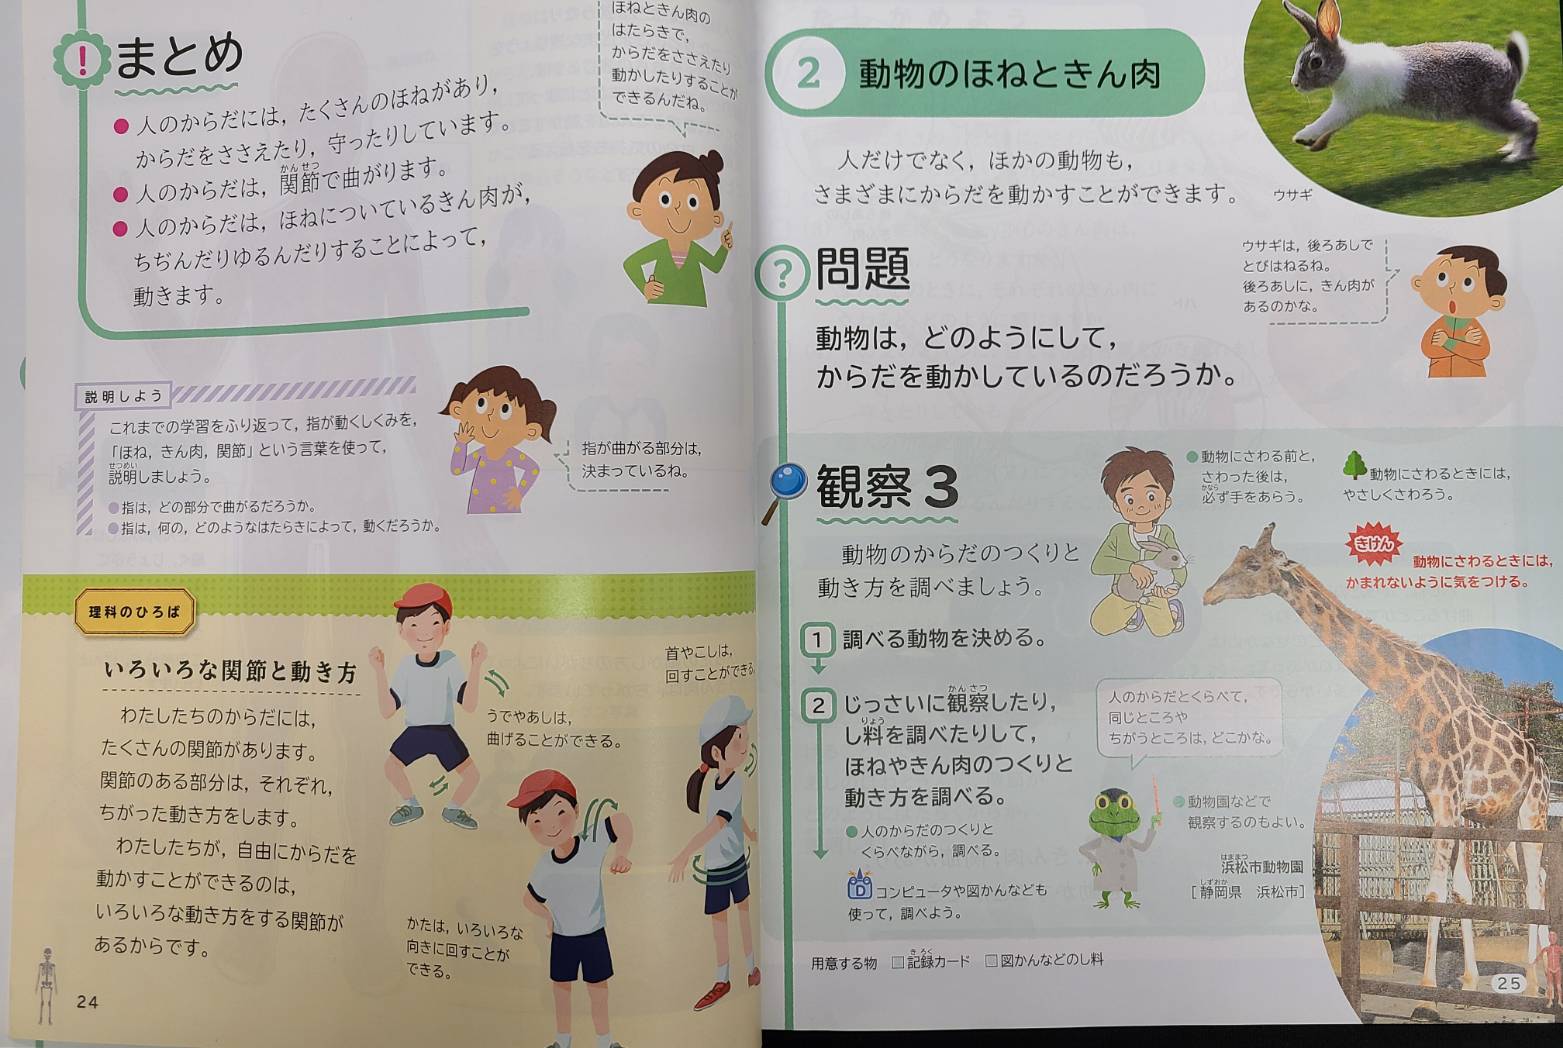 まとめ
人のからだには，たくさんのほねがあり，
からだをささえたり，守ったりしています。
人のからだは，関節で曲がります。
かんせつ
人のからだは，ほねについているきん肉が，
ちぢんだりゆるんだりすることによって，
動きます。
ほねときん肉の
はたらきで，
からだをささえたり
動かしたりすることが
できるんだね。
説明しよう
これまでの学習をふり返って，指が動くしくみを，
「ほね，きん肉，関節」という言葉を使って，
せつめい
説明しましょう。
●指は，どの部分で曲がるだろうか。
●指は，何の，どのようなはたらきによって，動くだろうか。
指が曲がる部分は，
決まっているね。
理科のひろば
いろいろな関節と動き方
わたしたちのからだには，
たくさんの関節があります。
関節のある部分は，それぞれ，
ちがった動き方をします。
わたしたちが，自由にからだを
動かすことができるのは，
いろいろな動き方をする関節が
あるからです。
うでやあしは，
曲げることができる。
首やこしは，
回すことができる
かたは，いろいろな
向きに回すことが
できる。
24
2 動物のほねときん肉
人だけでなく，ほかの動物も，
さまざまにからだを動かすことができます。
ウサギ
? 問題
動物は，どのようにして，
からだを動かしているのだろうか。
ウサギは，後ろあしで
とびはねるね。
後ろあしに，きん肉が
あるのかな。
観察3
動物のからだのつくりと
動き方を調べましょう。
1 調べる動物を決める。
かんさつ
2 じっさいに観察したり，
りょう
し料を調べたりして，
ほねやきん肉のつくりと
動き方を調べる。
●人のからだのつくりと
くらべながら，調べる。
D コンピュータや図かんなども
使って，調べよう。
●動物にさわる前と，
さわった後は，
かなら
必ず手をあらう。
動物にさわるときには，
やさしくさわろう。
きけん
動物にさわるときには，
かまれないように気をつける。
人のからだとくらべて，
同じところや
ちがうところは，どこかな。
●動物園などで
観察するのもよい。
はままつ
浜松市動物園
しずおか
［静岡県　浜松市］
用意する物 □記録カード □図かんなどのし料
きろく
25